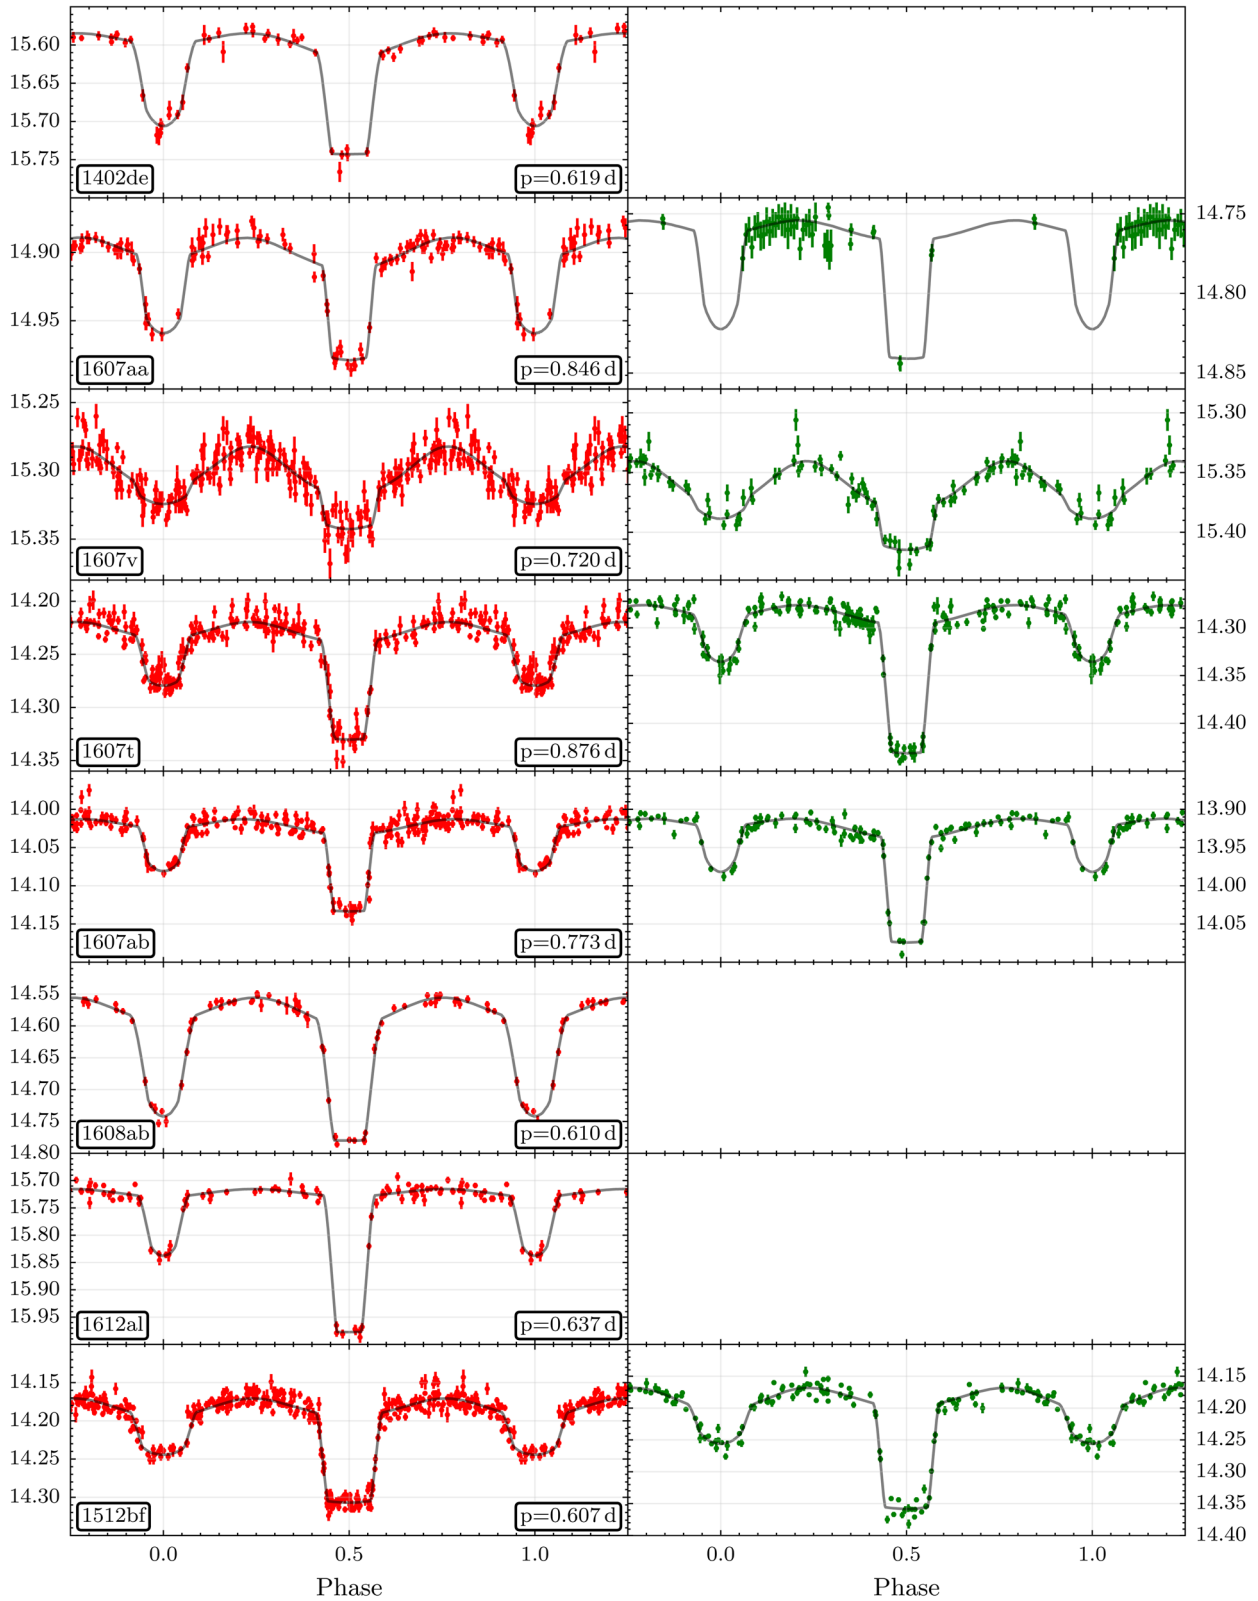 15.60
15.65
15.70
15.75
1402de
p=0.619 d
14.90
14.95
1607aa
p=0.846 d
14.75
14.80
14.85
15.25
15.30
15.35
1607v
p=0.720 d
15.30
15.35
15.40
14.20
14.25
14.30
14.35
1607t
p=0.876 d
14.30
14.35
14.40
14.00
14.05
14.10
14.15
1607ab
p=0.773 d
13.90
13.95
14.00
14.05
14.55
14.60
14.65
14.70
14.75
14.80
1608ab
p=0.610 d
15.70
15.75
15.80
15.85
15.90
15.95
1612al
p=0.637 d
14.15
14.20
14.25
14.30
1512bf
p=0.607 d
14.15
14.20
14.25
14.30
14.35
14.40
0.0 0.5 1.0
0.0 0.5 1.0
Phase
Phase